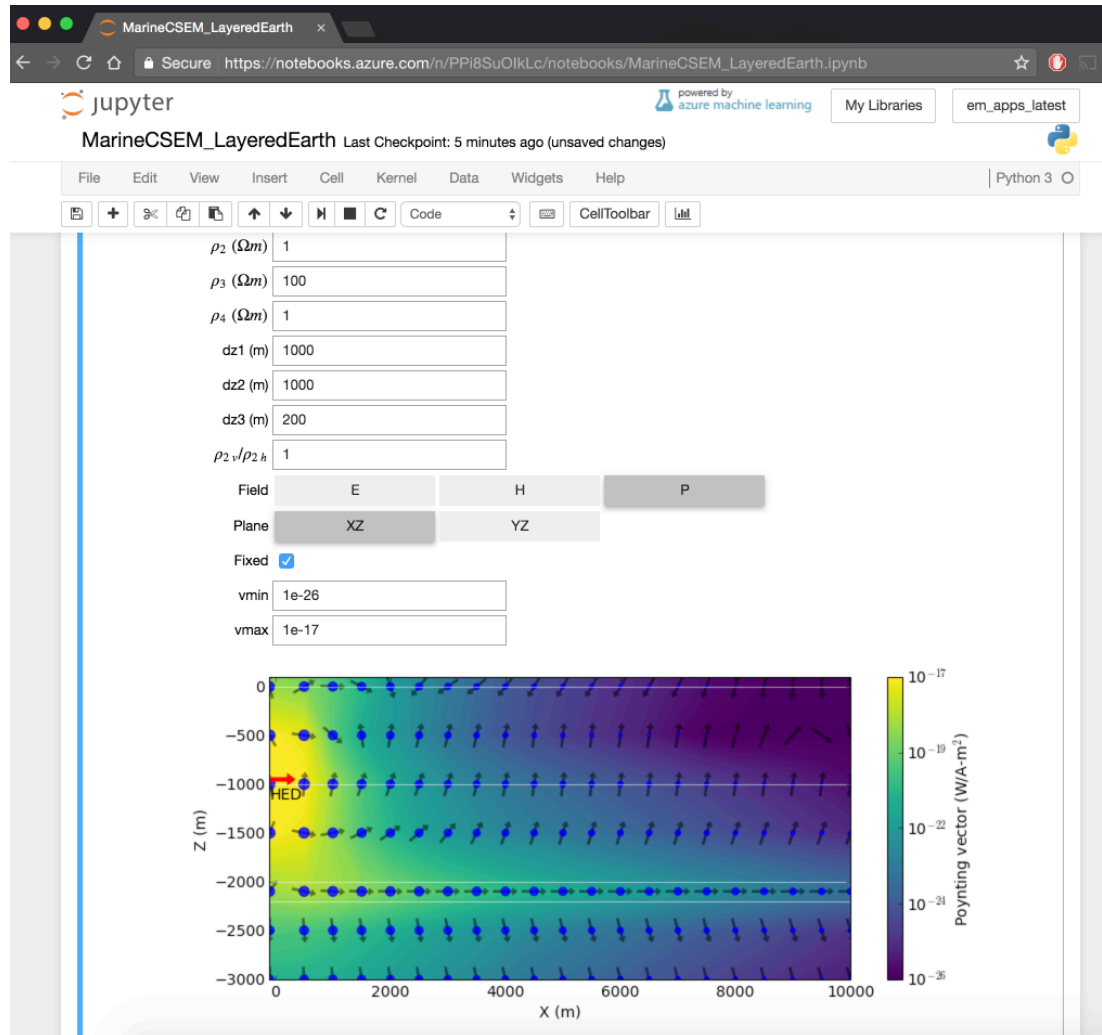 MarineCSEM_LayeredEarth ×
Secure https://notebooks.azure.com/n/PPi8SuOIkLc/notebooks/MarineCSEM_LayeredEarth.ipynb
jupyter
powered by
azure machine learning
My Libraries
em_apps_latest
MarineCSEM_LayeredEarth Last Checkpoint: 5 minutes ago (unsaved changes)
File Edit View Insert Cell Kernel Data Widgets Help Python 3
Code CellToolbar
ρ2 (Ωm) 1
ρ3 (Ωm) 100
ρ4 (Ωm) 1
dz1 (m) 1000
dz2 (m) 1000
dz3 (m) 200
ρ2 v/ρ2 h 1
Field E H P
Plane XZ YZ
Fixed
vmin 1e-26
vmax 1e-17
0
−500
−1000
−1500
−2000
−2500
−3000
Z (m)
HED
0 2000 4000 6000 8000 10000
X (m)
10^−17
10^−19
10^−22
10^−24
10^−26
Poynting vector (W/A-m²)